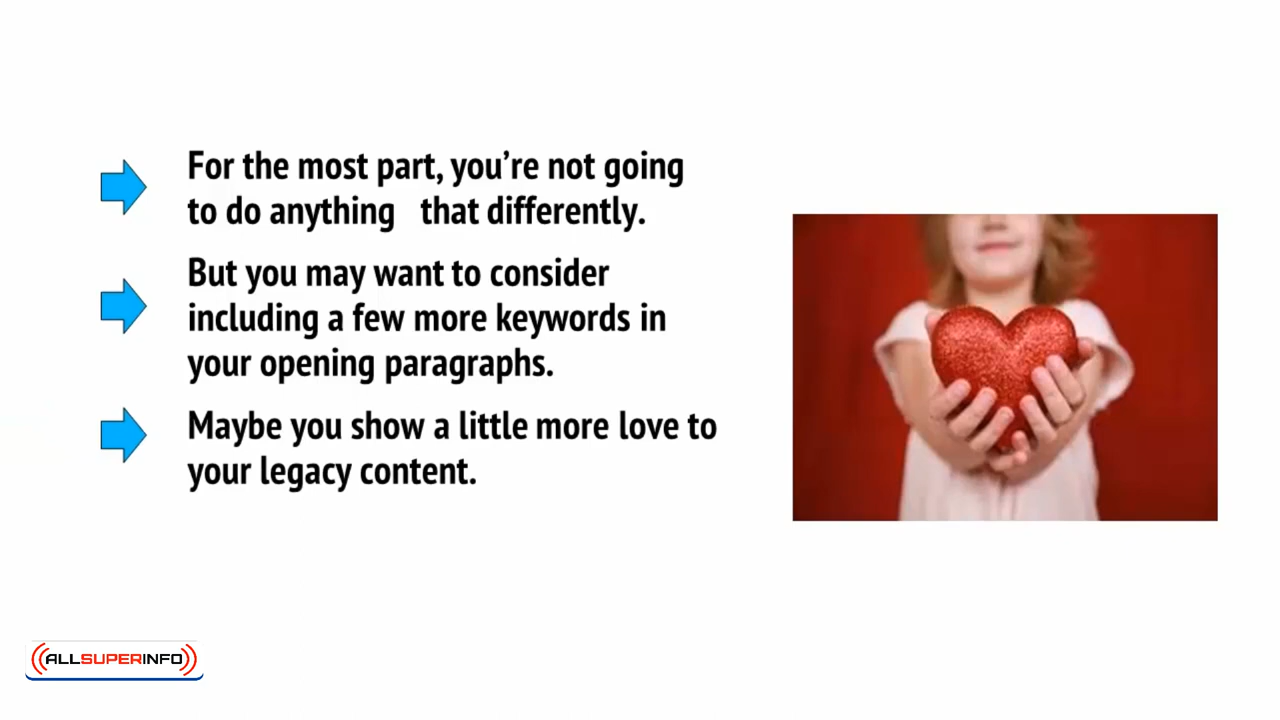 For the most part, you’re not going
to do anything that differently.
But you may want to consider
including a few more keywords in
your opening paragraphs.
Maybe you show a little more love to
your legacy content.
ALLSUPERINFO